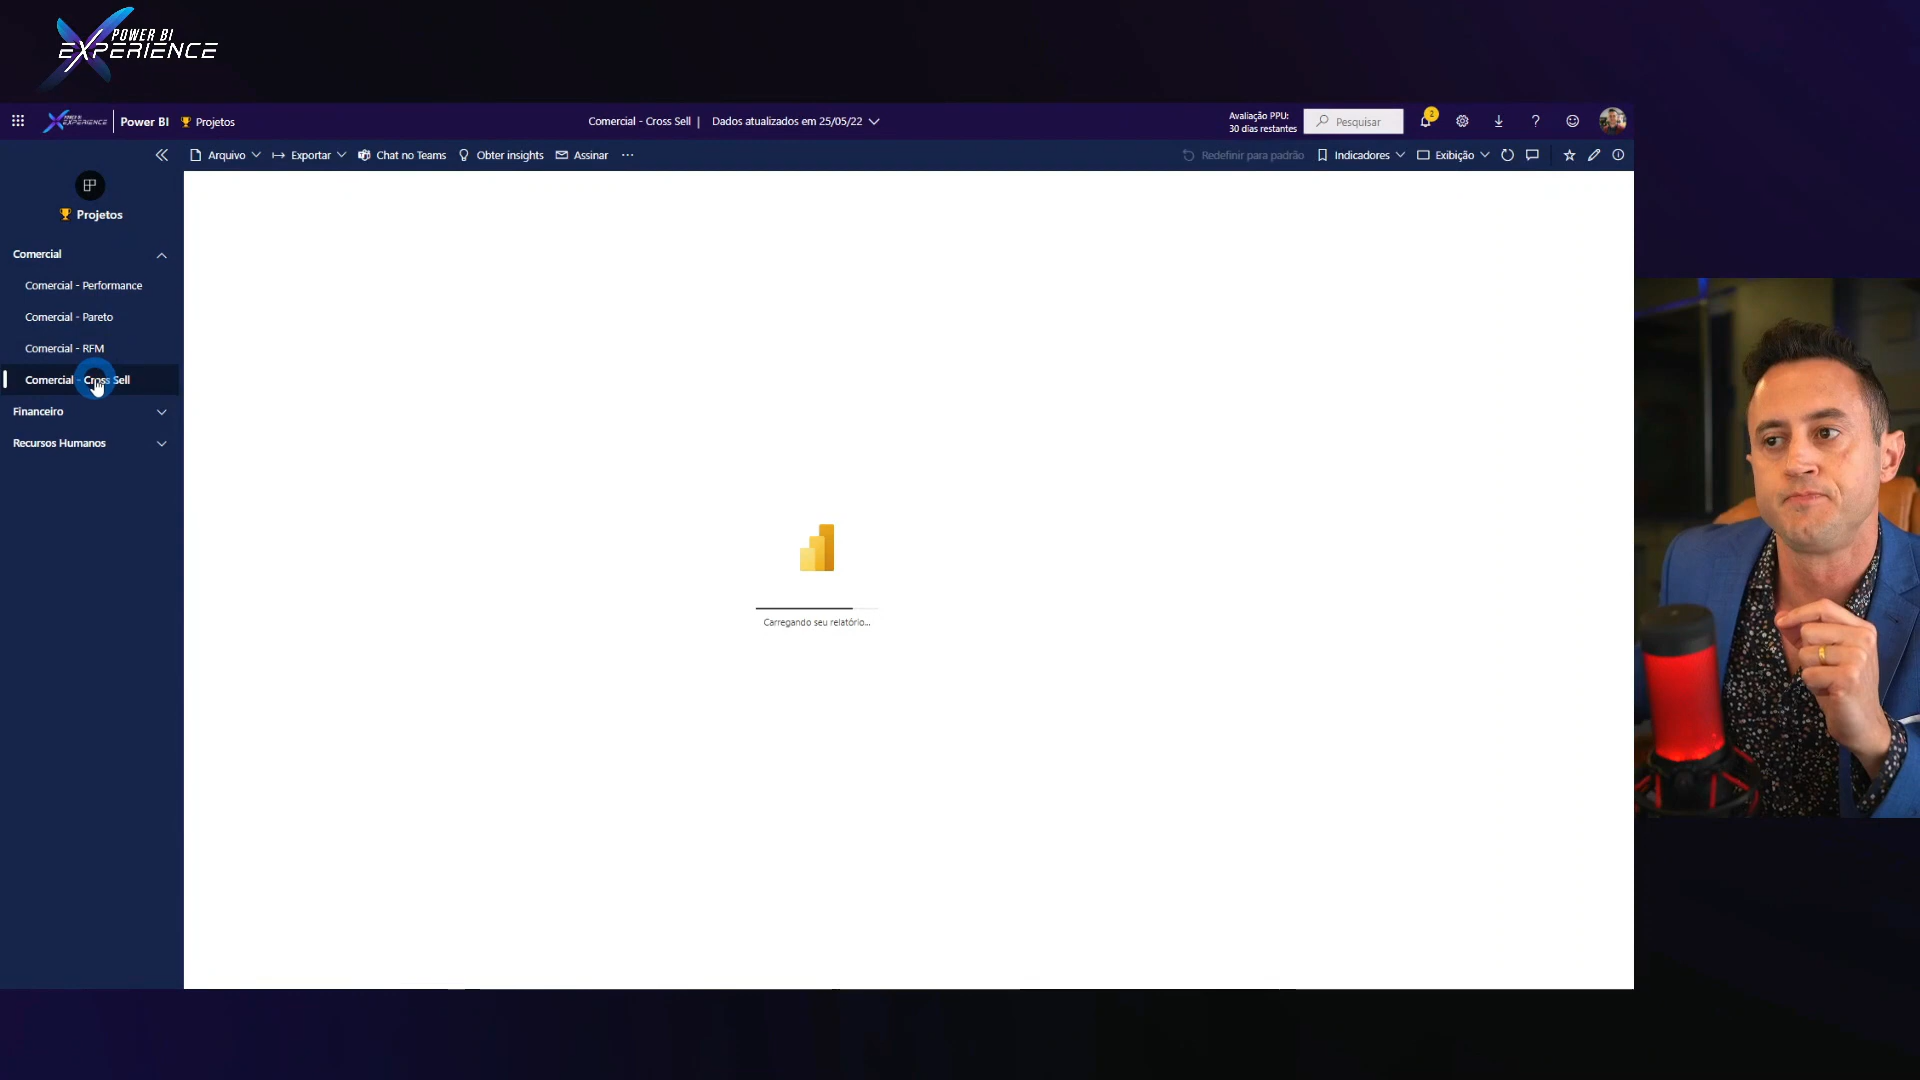 POWER BI
EXPERIENCE
EXPERIENCE
Power BI
Projetos
Comercial - Cross Sell | Dados atualizados em 25/05/22
Avaliação PPU:
30 dias restantes
Pesquisar
2
Arquivo
Exportar
Chat no Teams
Obter insights
Assinar
Redefinir para padrão
Indicadores
Exibição
Projetos
Comercial
Comercial - Performance
Comercial - Pareto
Comercial - RFM
Comercial - Cross Sell
Financeiro
Recursos Humanos
Carregando seu relatório...